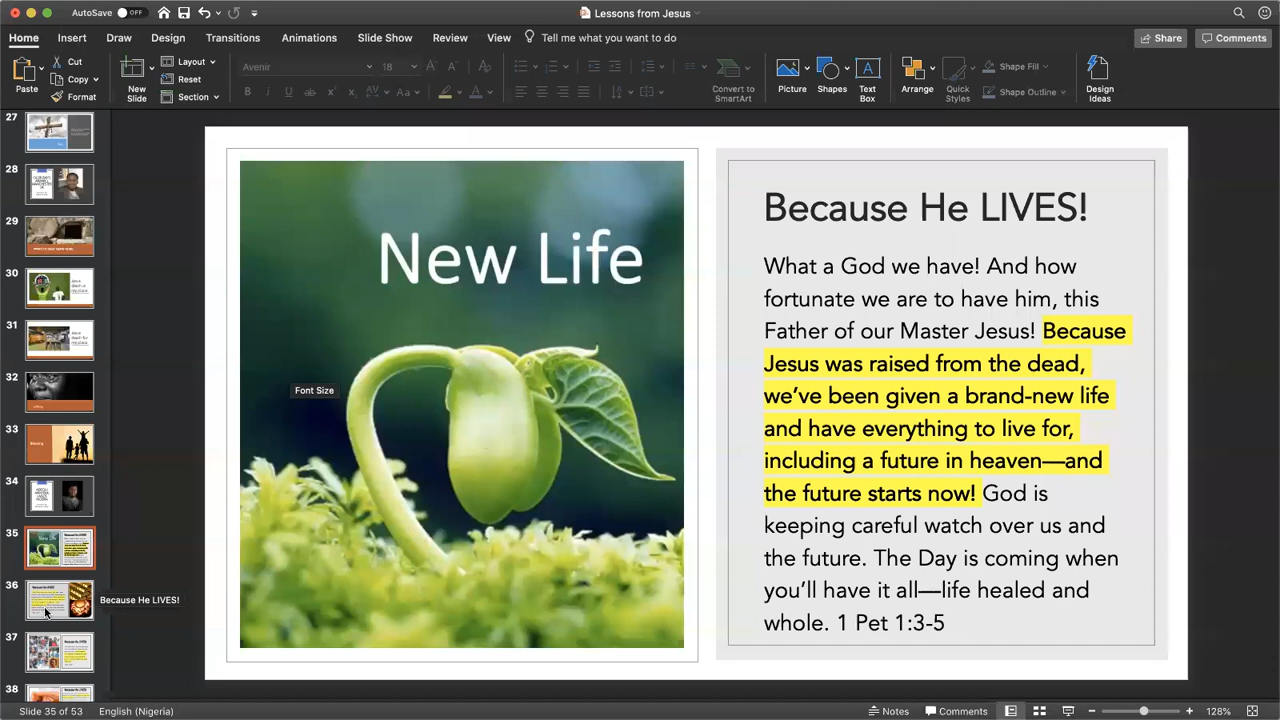 AutoSave OFF
Lessons from Jesus
Home Insert Draw Design Transitions Animations Slide Show Review View Tell me what you want to do Share Comments
Paste
Cut
Copy
Format
New Slide
Layout
Reset
Section
Avenir 18
Convert to SmartArt
Picture
Shapes
Text Box
Arrange
Quick Styles
Shape Fill
Shape Outline
Design Ideas
27
28
29
30
31
32
33
34
35
36
37
38
Because He LIVES!
New Life
Font Size
Because He LIVES!
What a God we have! And how
fortunate we are to have him, this
Father of our Master Jesus! Because
Jesus was raised from the dead,
we’ve been given a brand-new life
and have everything to live for,
including a future in heaven—and
the future starts now! God is
keeping careful watch over us and
the future. The Day is coming when
you’ll have it all—life healed and
whole. 1 Pet 1:3-5
Slide 35 of 53 English (Nigeria)
Notes Comments 128%